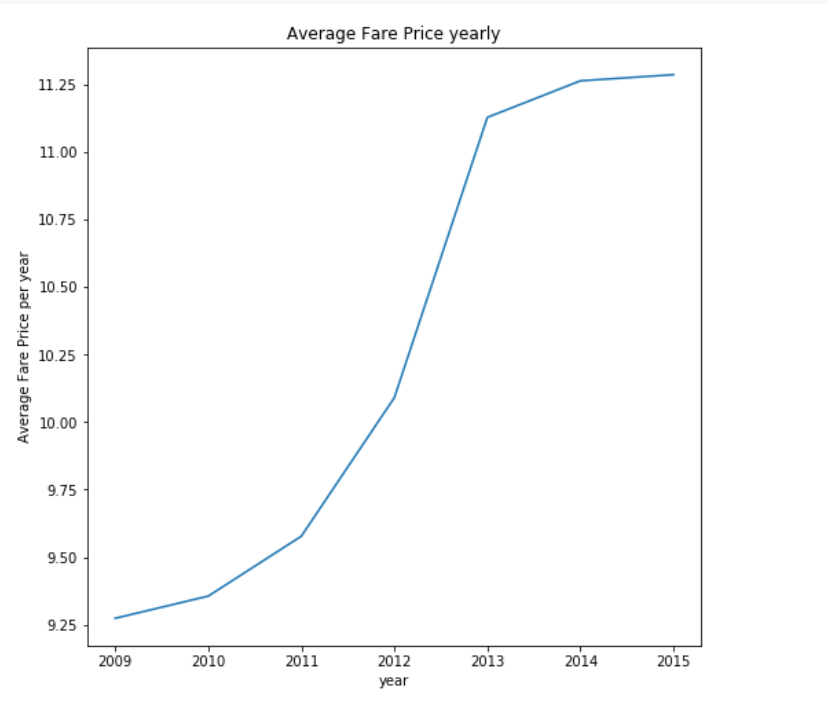 Average Fare Price yearly
Average Fare Price per year
11.25
11.00
10.75
10.50
10.25
10.00
9.75
9.50
9.25
2009 2010 2011 2012 2013 2014 2015
year